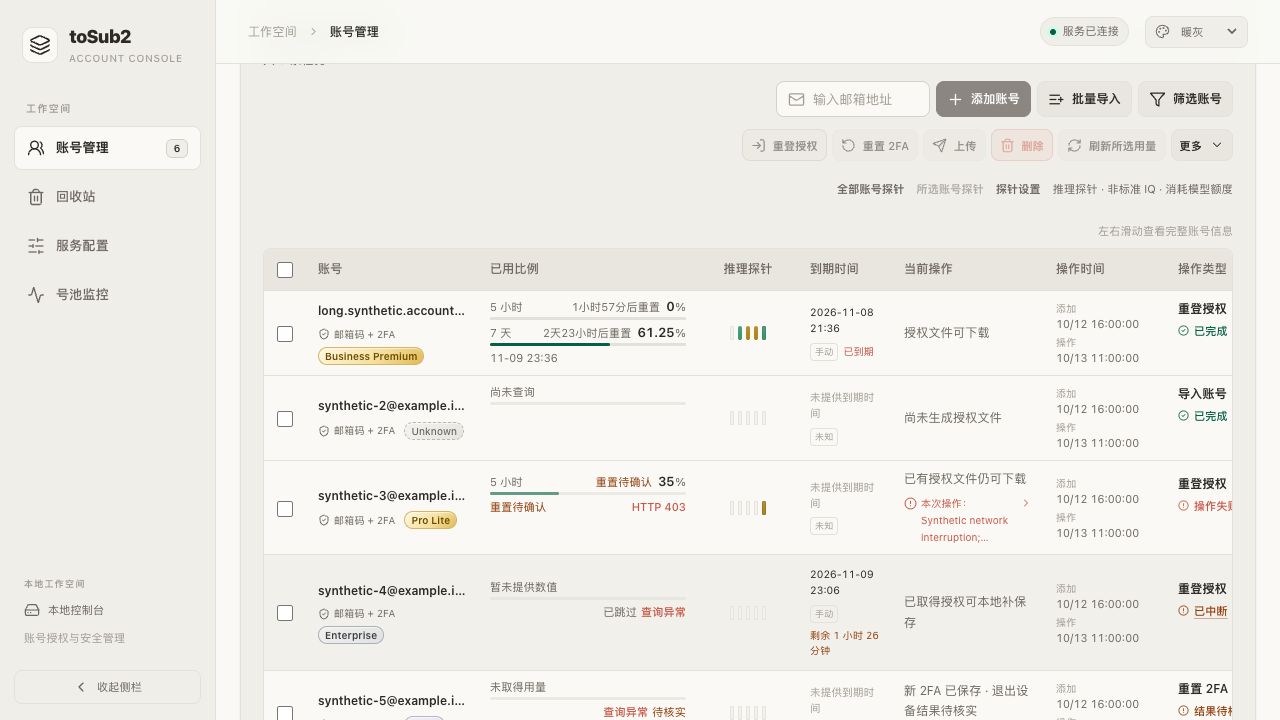 toSub2
ACCOUNT CONSOLE
工作空间
账号管理
6
回收站
服务配置
号池监控
本地工作空间
本地控制台
账号授权与安全管理
收起侧栏
工作空间
账号管理
服务已连接
暖灰
输入邮箱地址
添加账号
批量导入
筛选账号
重登授权
重置 2FA
上传
删除
刷新所选用量
更多
全部账号探针
所选账号探针
探针设置
推理探针 · 非标准 IQ · 消耗模型额度
左右滑动查看完整账号信息
账号
已用比例
推理探针
到期时间
当前操作
操作时间
操作类型
long.synthetic.account...
邮箱码 + 2FA
Business Premium
5 小时
1小时57分后重置 0%
7 天
2天23小时后重置 61.25%
11-09 23:36
2026-11-08
21:36
手动
已到期
授权文件可下载
添加
10/12 16:00:00
操作
10/13 11:00:00
重登授权
已完成
synthetic-2@example.i...
邮箱码 + 2FA
Unknown
尚未查询
未提供到期时
间
未知
尚未生成授权文件
添加
10/12 16:00:00
操作
10/13 11:00:00
导入账号
已完成
synthetic-3@example.i...
邮箱码 + 2FA
Pro Lite
5 小时
重置待确认 35%
重置待确认
HTTP 403
未提供到期时
间
未知
已有授权文件仍可下载
本次操作：
Synthetic network
interruption;...
添加
10/12 16:00:00
操作
10/13 11:00:00
重登授权
操作失
synthetic-4@example.i...
邮箱码 + 2FA
Enterprise
暂未提供数值
已跳过 查询异常
2026-11-09
23:06
手动
剩余 1 小时 26
分钟
已取得授权可本地补保
存
添加
10/12 16:00:00
操作
10/13 11:00:00
重登授权
已中断
synthetic-5@example.i...
未取得用量
查询异常 待核实
未提供到期时
间
新 2FA 已保存 · 退出设
备结果待核实
添加
10/12 16:00:00
重置 2FA
结果待